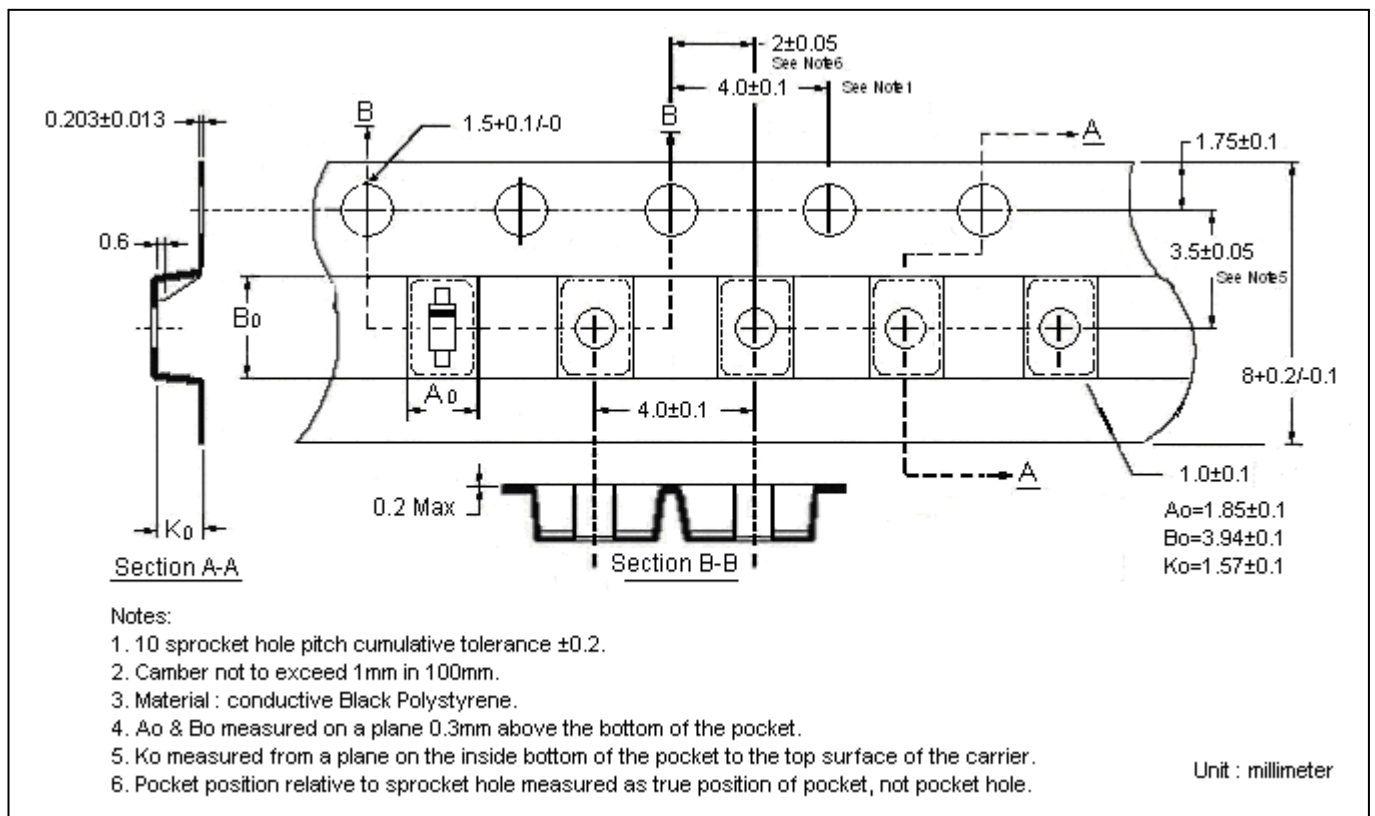 2±0.05
See Note6
4.0±0.1 See Note1
0.203±0.013
B
1.5+0.1/-0
B
A
1.75±0.1
0.6
3.5±0.05
See Note5
B0
A0
4.0±0.1
8+0.2/-0.1
A
1.0±0.1
0.2 Max
K0
Ao=1.85±0.1
Bo=3.94±0.1
Ko=1.57±0.1
Section A-A
Section B-B
Notes:
1. 10 sprocket hole pitch cumulative tolerance ±0.2.
2. Camber not to exceed 1mm in 100mm.
3. Material : conductive Black Polystyrene.
4. Ao & Bo measured on a plane 0.3mm above the bottom of the pocket.
5. Ko measured from a plane on the inside bottom of the pocket to the top surface of the carrier.
6. Pocket position relative to sprocket hole measured as true position of pocket, not pocket hole.
Unit : millimeter